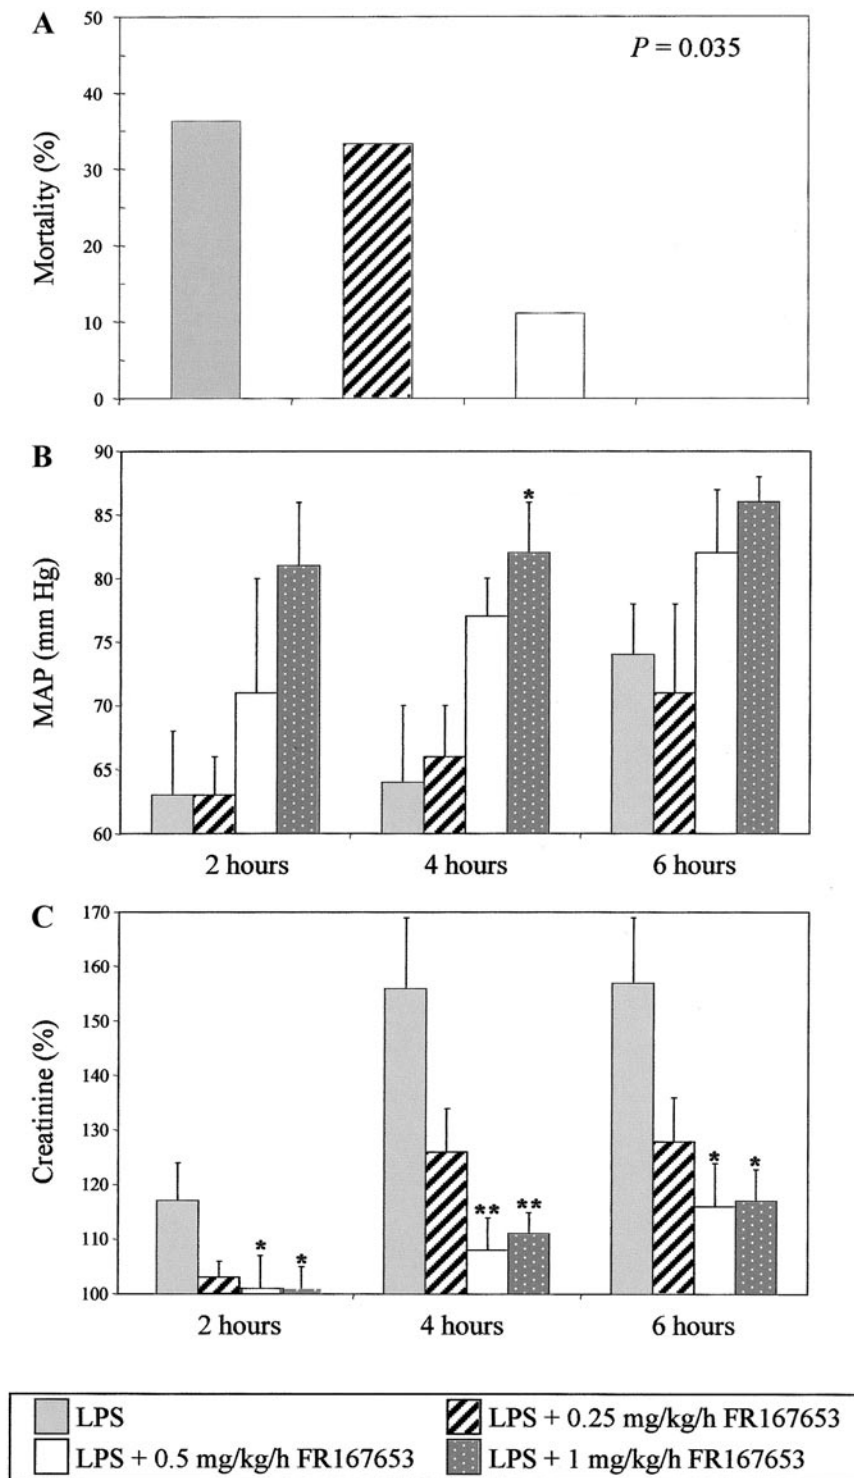 A
P = 0.035
Mortality (%)
50
40
30
20
10
0
B
MAP (mm Hg)
90
85
80
75
70
65
60
*
2 hours
4 hours
6 hours
C
Creatinine (%)
170
160
150
140
130
120
110
100
* *
** **
* *
2 hours
4 hours
6 hours
LPS
LPS + 0.25 mg/kg/h FR167653
LPS + 0.5 mg/kg/h FR167653
LPS + 1 mg/kg/h FR167653